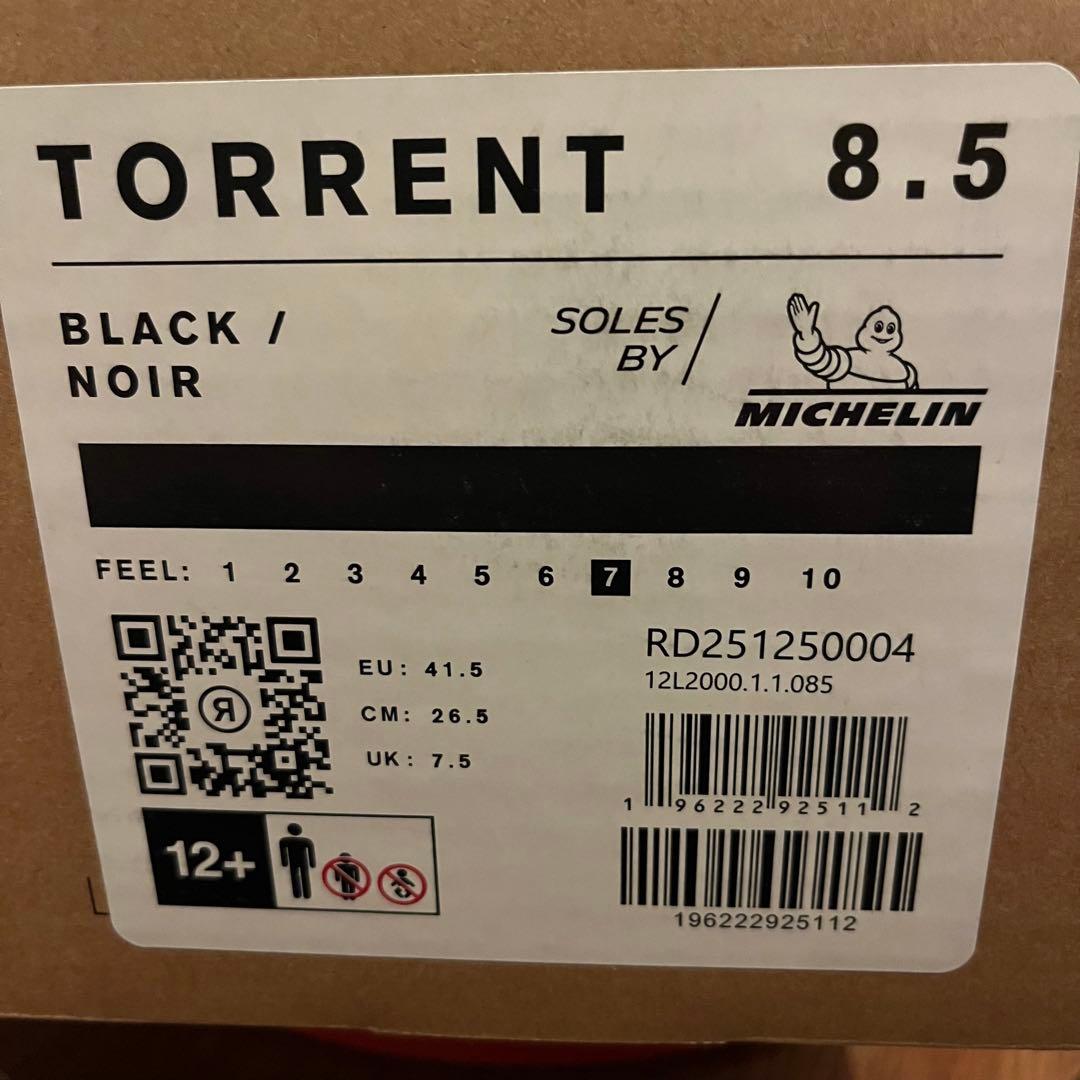 TORRENT 8.5
BLACK / NOIR
SOLES BY / MICHELIN
FEEL: 1 2 3 4 5 6 7 8 9 10
EU: 41.5
CM: 26.5
UK: 7.5
RD251250004
12L2000.1.1.085
1 96222 92511 2
196222925112
12+